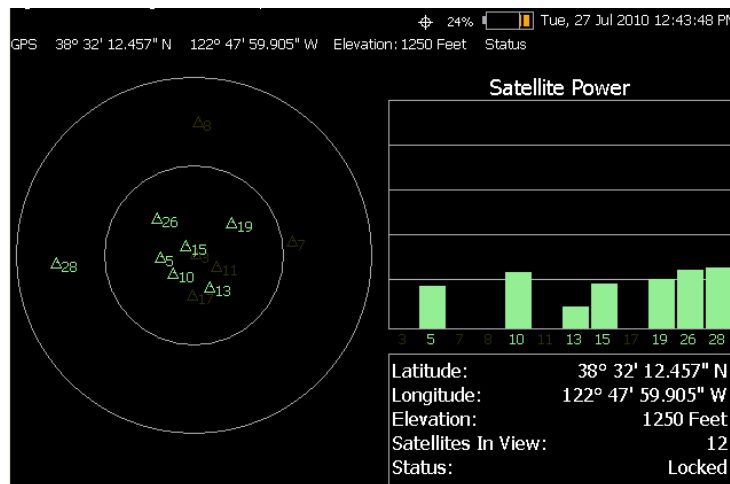 24% Tue, 27 Jul 2010 12:43:48 PM
GPS 38° 32' 12.457" N 122° 47' 59.905" W Elevation: 1250 Feet Status
Satellite Power
8
26
19
7
15
3
5
28
11
10
13
17
3 5 7 8 10 11 13 15 17 19 26 28
Latitude: 38° 32' 12.457" N
Longitude: 122° 47' 59.905" W
Elevation: 1250 Feet
Satellites In View: 12
Status: Locked